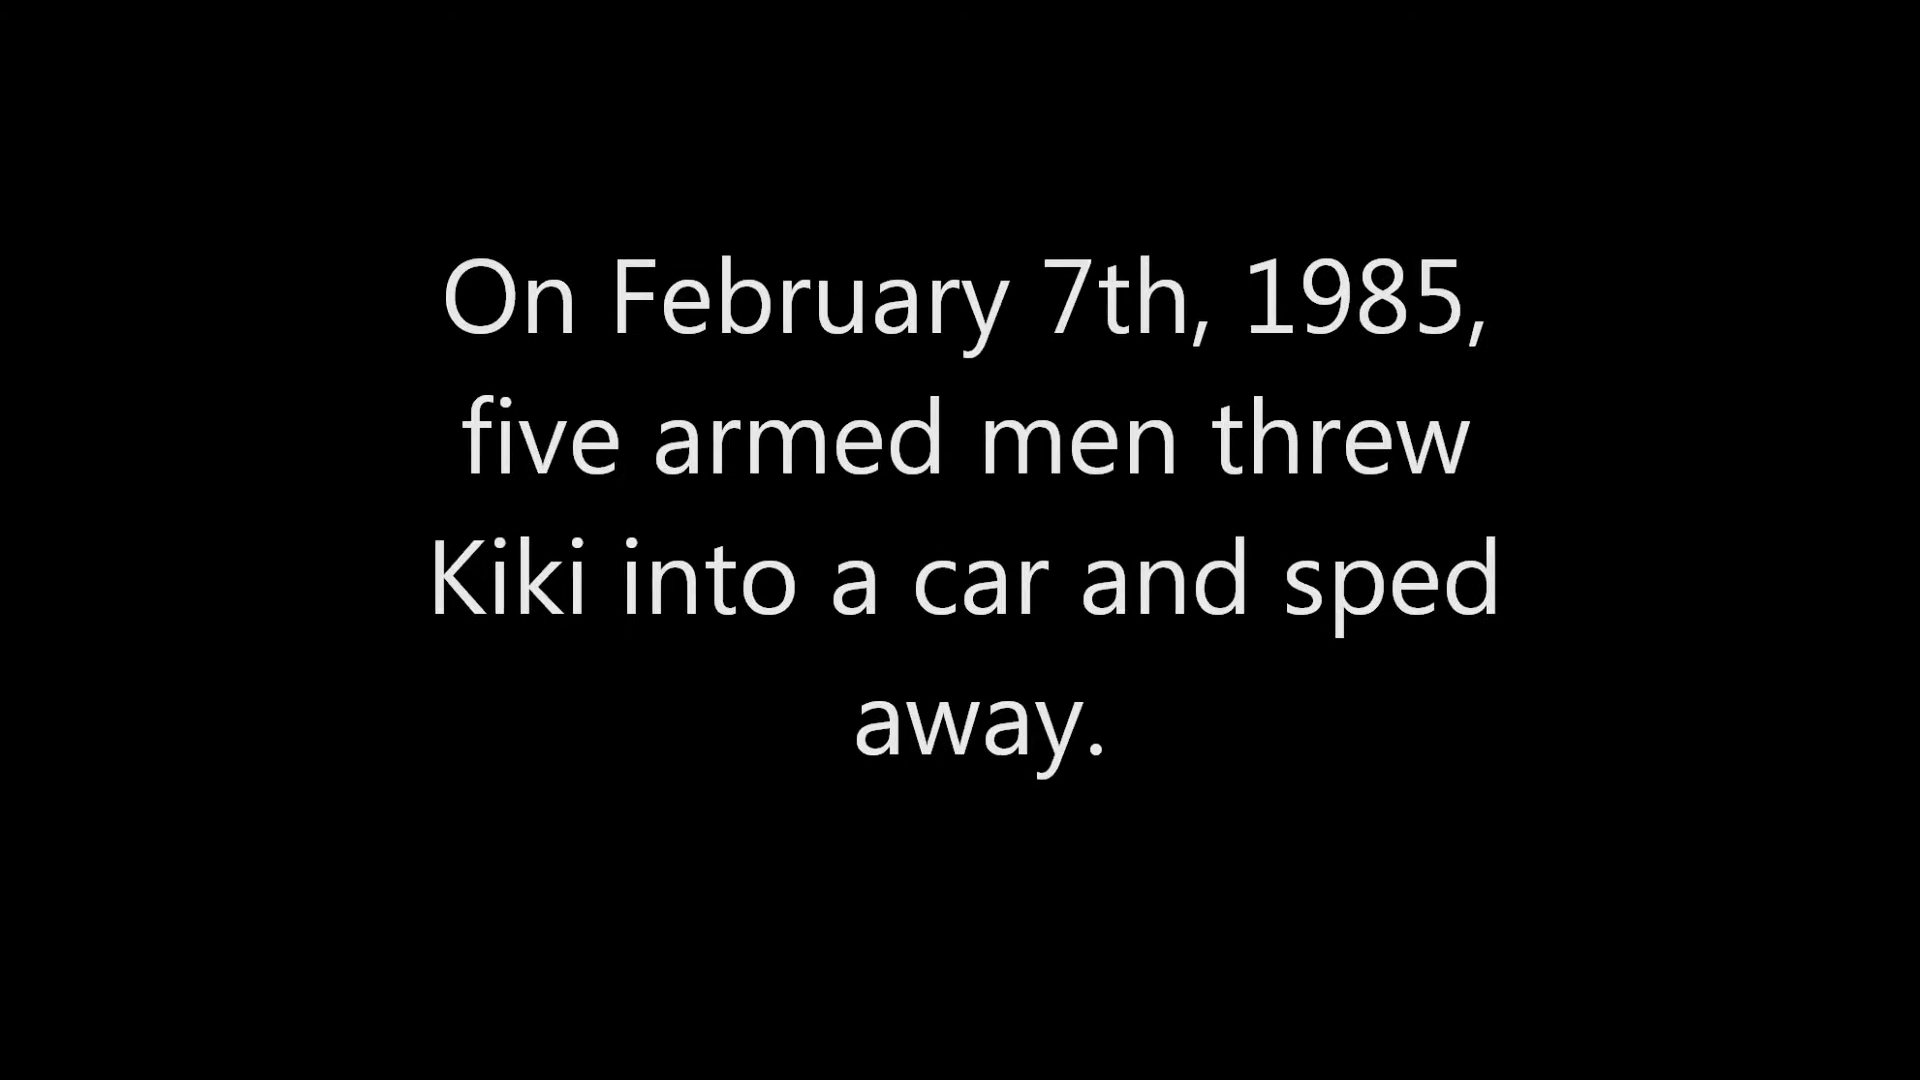 On February 7th, 1985,
five armed men threw
Kiki into a car and sped
away.